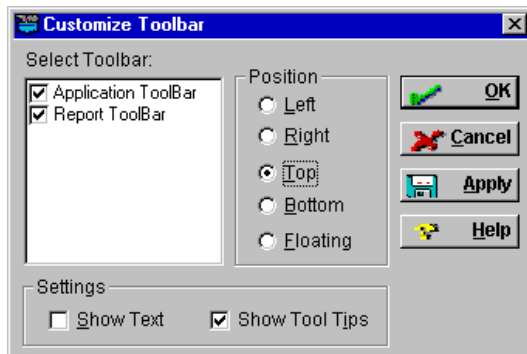 Customize Toolbar
Select Toolbar:
Application ToolBar
Report ToolBar
Position
Left
Right
Top
Bottom
Floating
OK
Cancel
Apply
Help
Settings
Show Text
Show Tool Tips